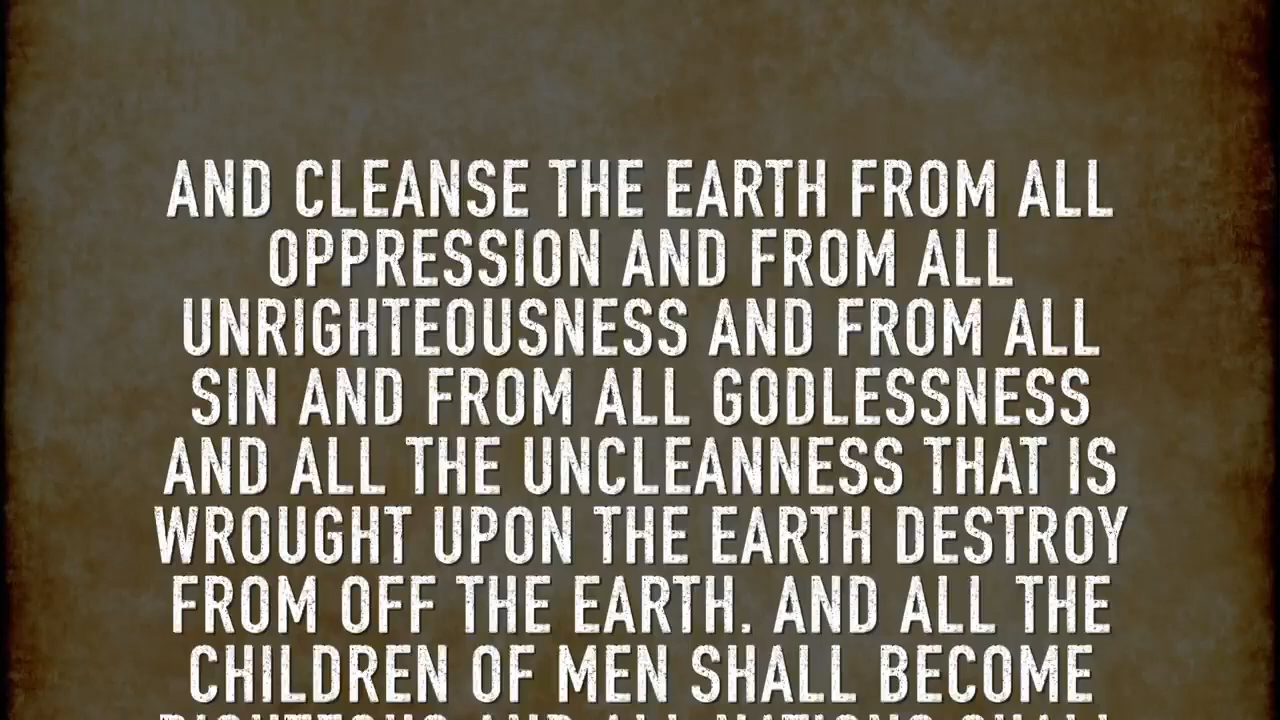 AND CLEANSE THE EARTH FROM ALL
OPPRESSION AND FROM ALL
UNRIGHTEOUSNESS AND FROM ALL
SIN AND FROM ALL GODLESSNESS
AND ALL THE UNCLEANNESS THAT IS
WROUGHT UPON THE EARTH DESTROY
FROM OFF THE EARTH. AND ALL THE
CHILDREN OF MEN SHALL BECOME